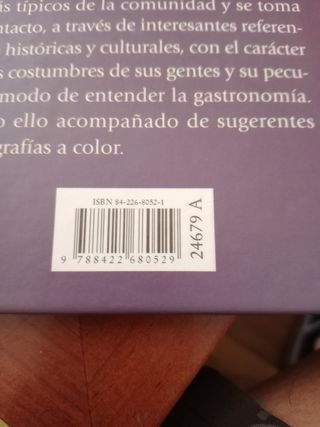 is típicos de la comunidad y se toma
ntacto, a través de interesantes referen-
históricas y culturales, con el carácter
s costumbres de sus gentes y su pecu-
modo de entender la gastronomía.
o ello acompañado de sugerentes
grafías a color.
ISBN 84-226-8052-1
9 788422 680529
24679 A